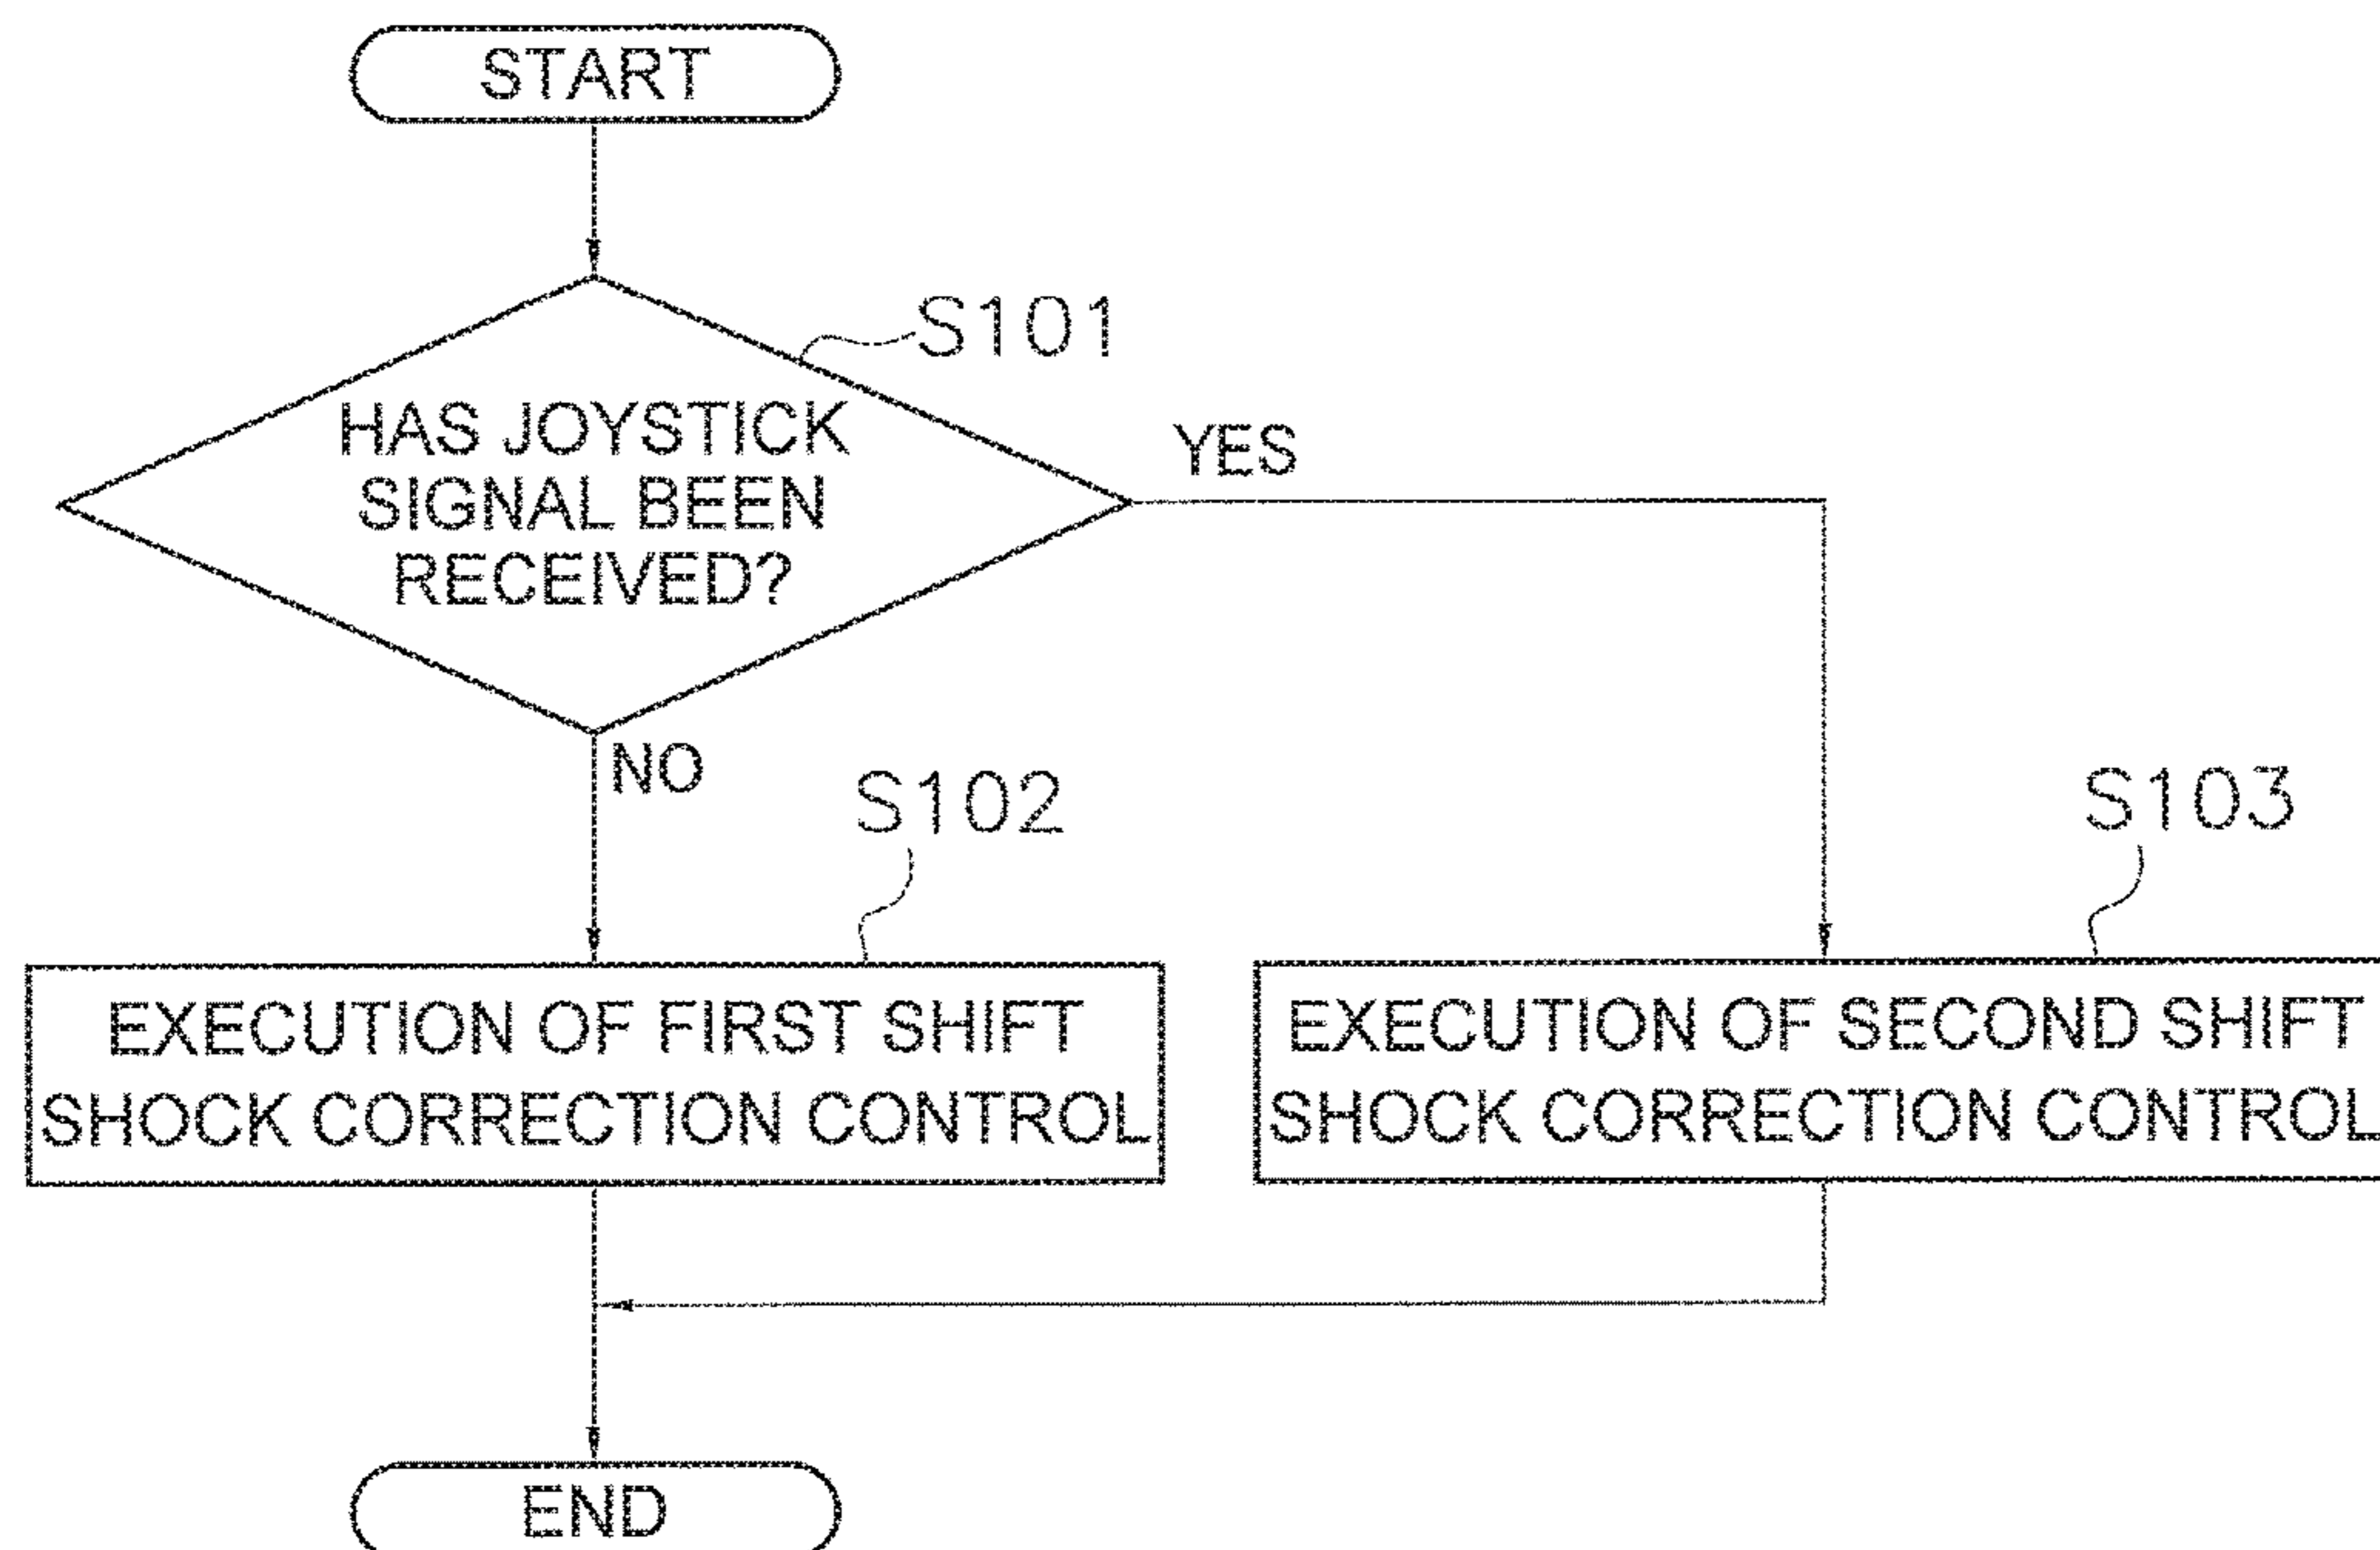 START
S101
HAS JOYSTICK
SIGNAL BEEN
RECEIVED?
YES
NO
S102
S103
EXECUTION OF FIRST SHIFT
SHOCK CORRECTION CONTROL
EXECUTION OF SECOND SHIFT
SHOCK CORRECTION CONTROL
END